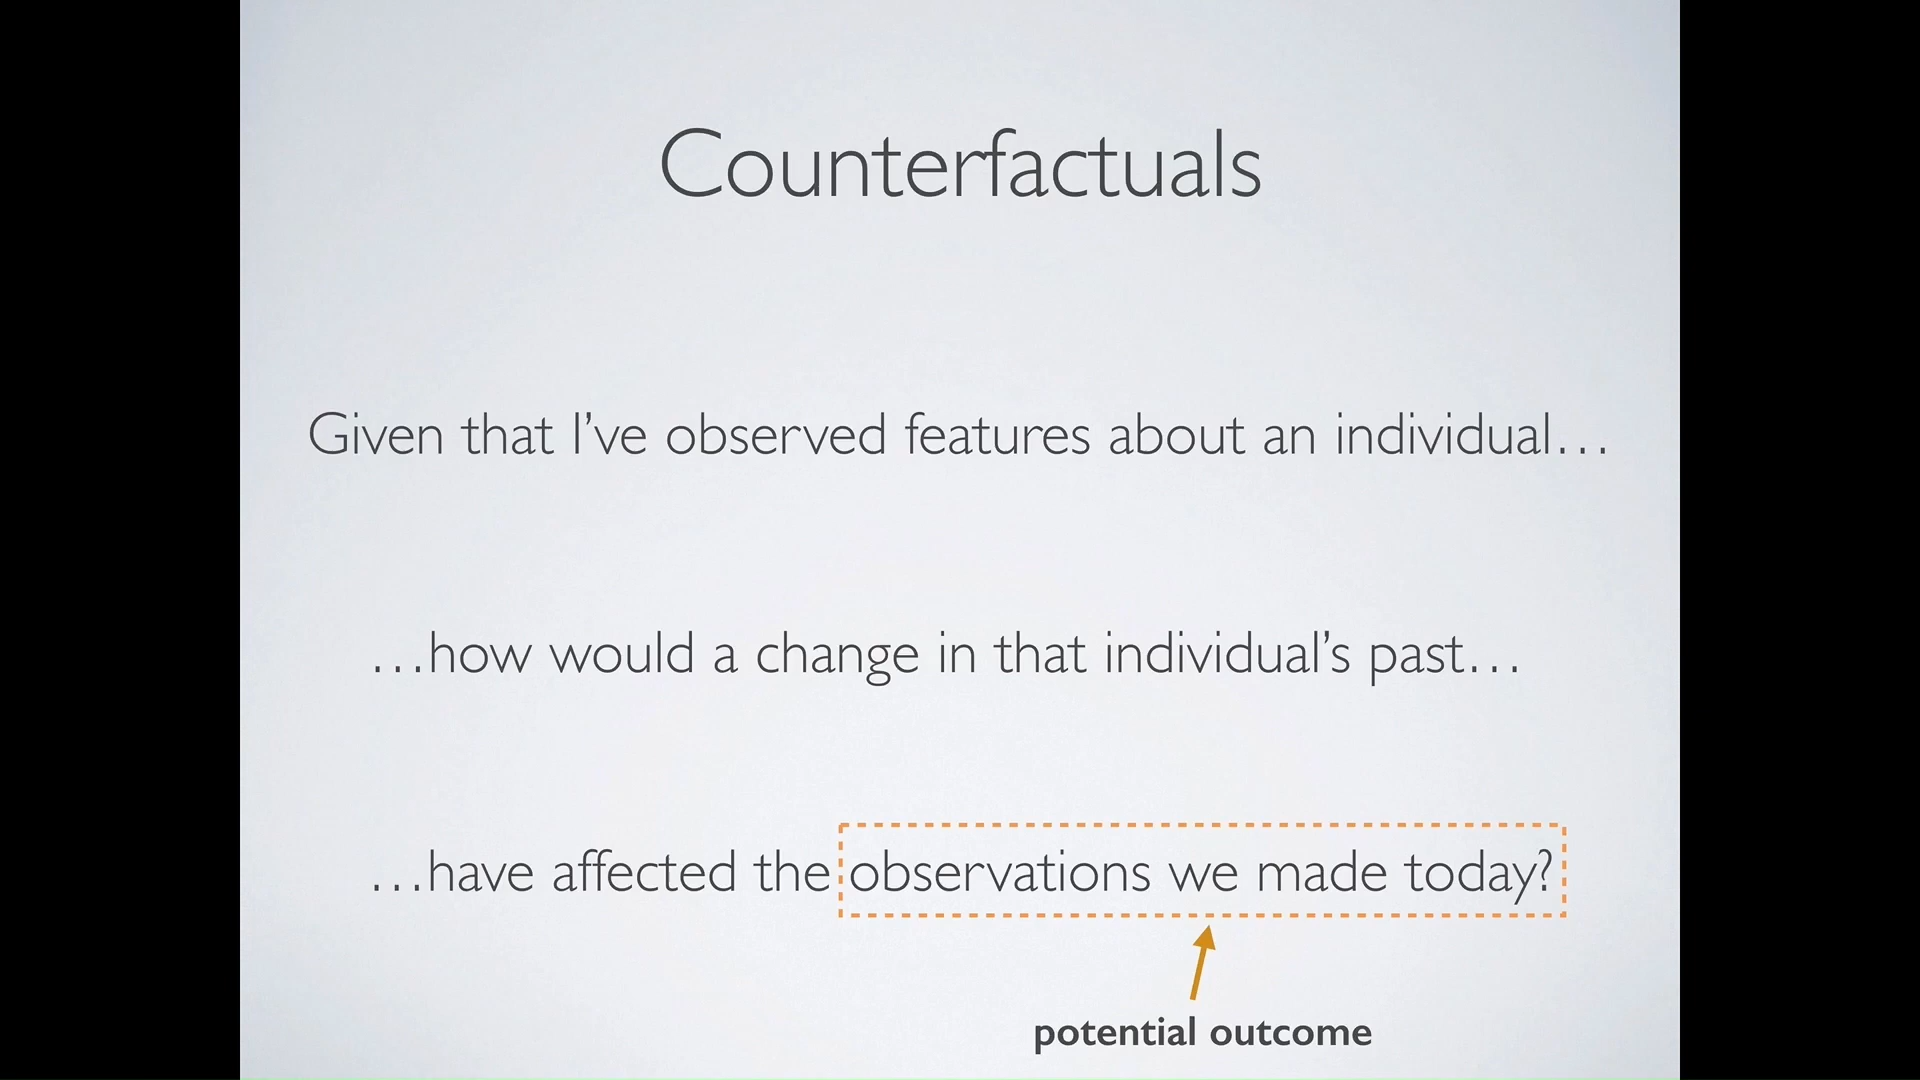 Counterfactuals
Given that I’ve observed features about an individual…
…how would a change in that individual’s past…
…have affected the observations we made today?
potential outcome